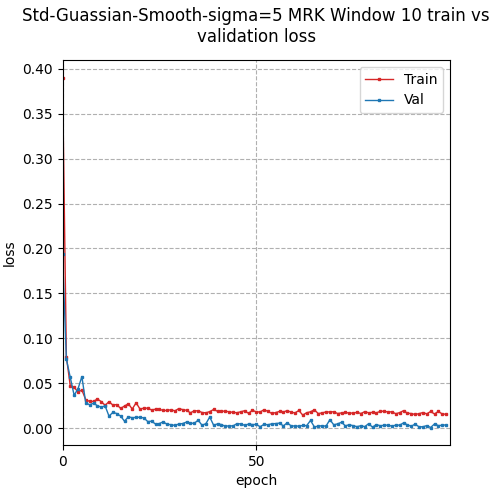 Std-Guassian-Smooth-sigma=5 MRK Window 10 train vs
validation loss
Train
Val
0.40
0.35
0.30
0.25
0.20
0.15
0.10
0.05
0.00
loss
0
50
epoch